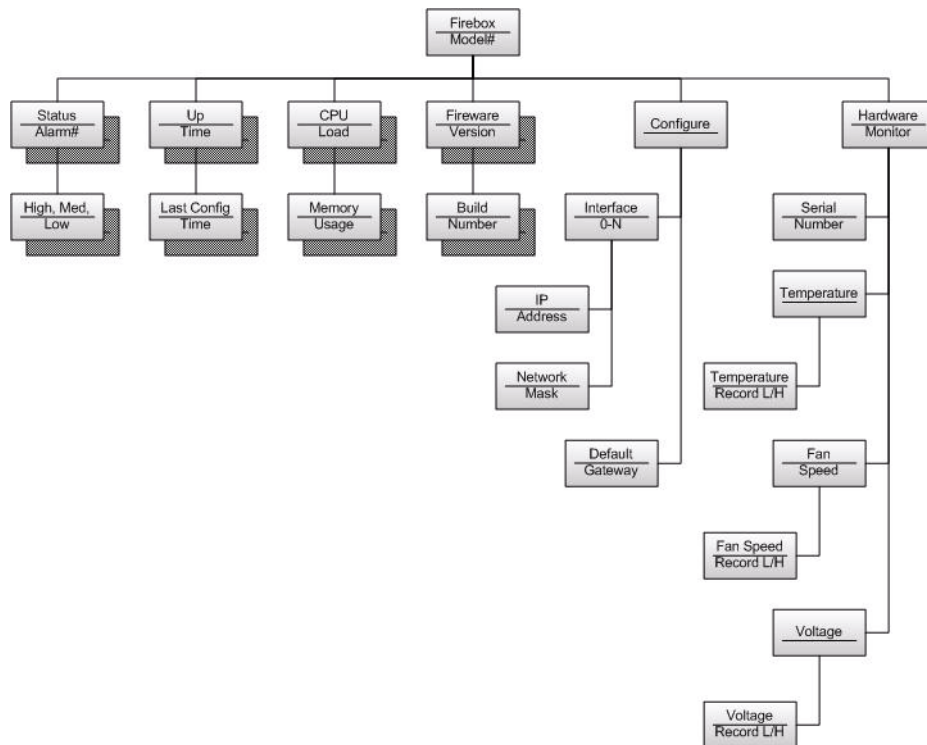 Firebox
Model#
Status
Alarm#
Up
Time
CPU
Load
Fireware
Version
Configure
Hardware
Monitor
High, Med,
Low
Last Config
Time
Memory
Usage
Build
Number
Interface
0-N
Serial
Number
IP
Address
Temperature
Network
Mask
Temperature
Record L/H
Default
Gateway
Fan
Speed
Fan Speed
Record L/H
Voltage
Voltage
Record L/H